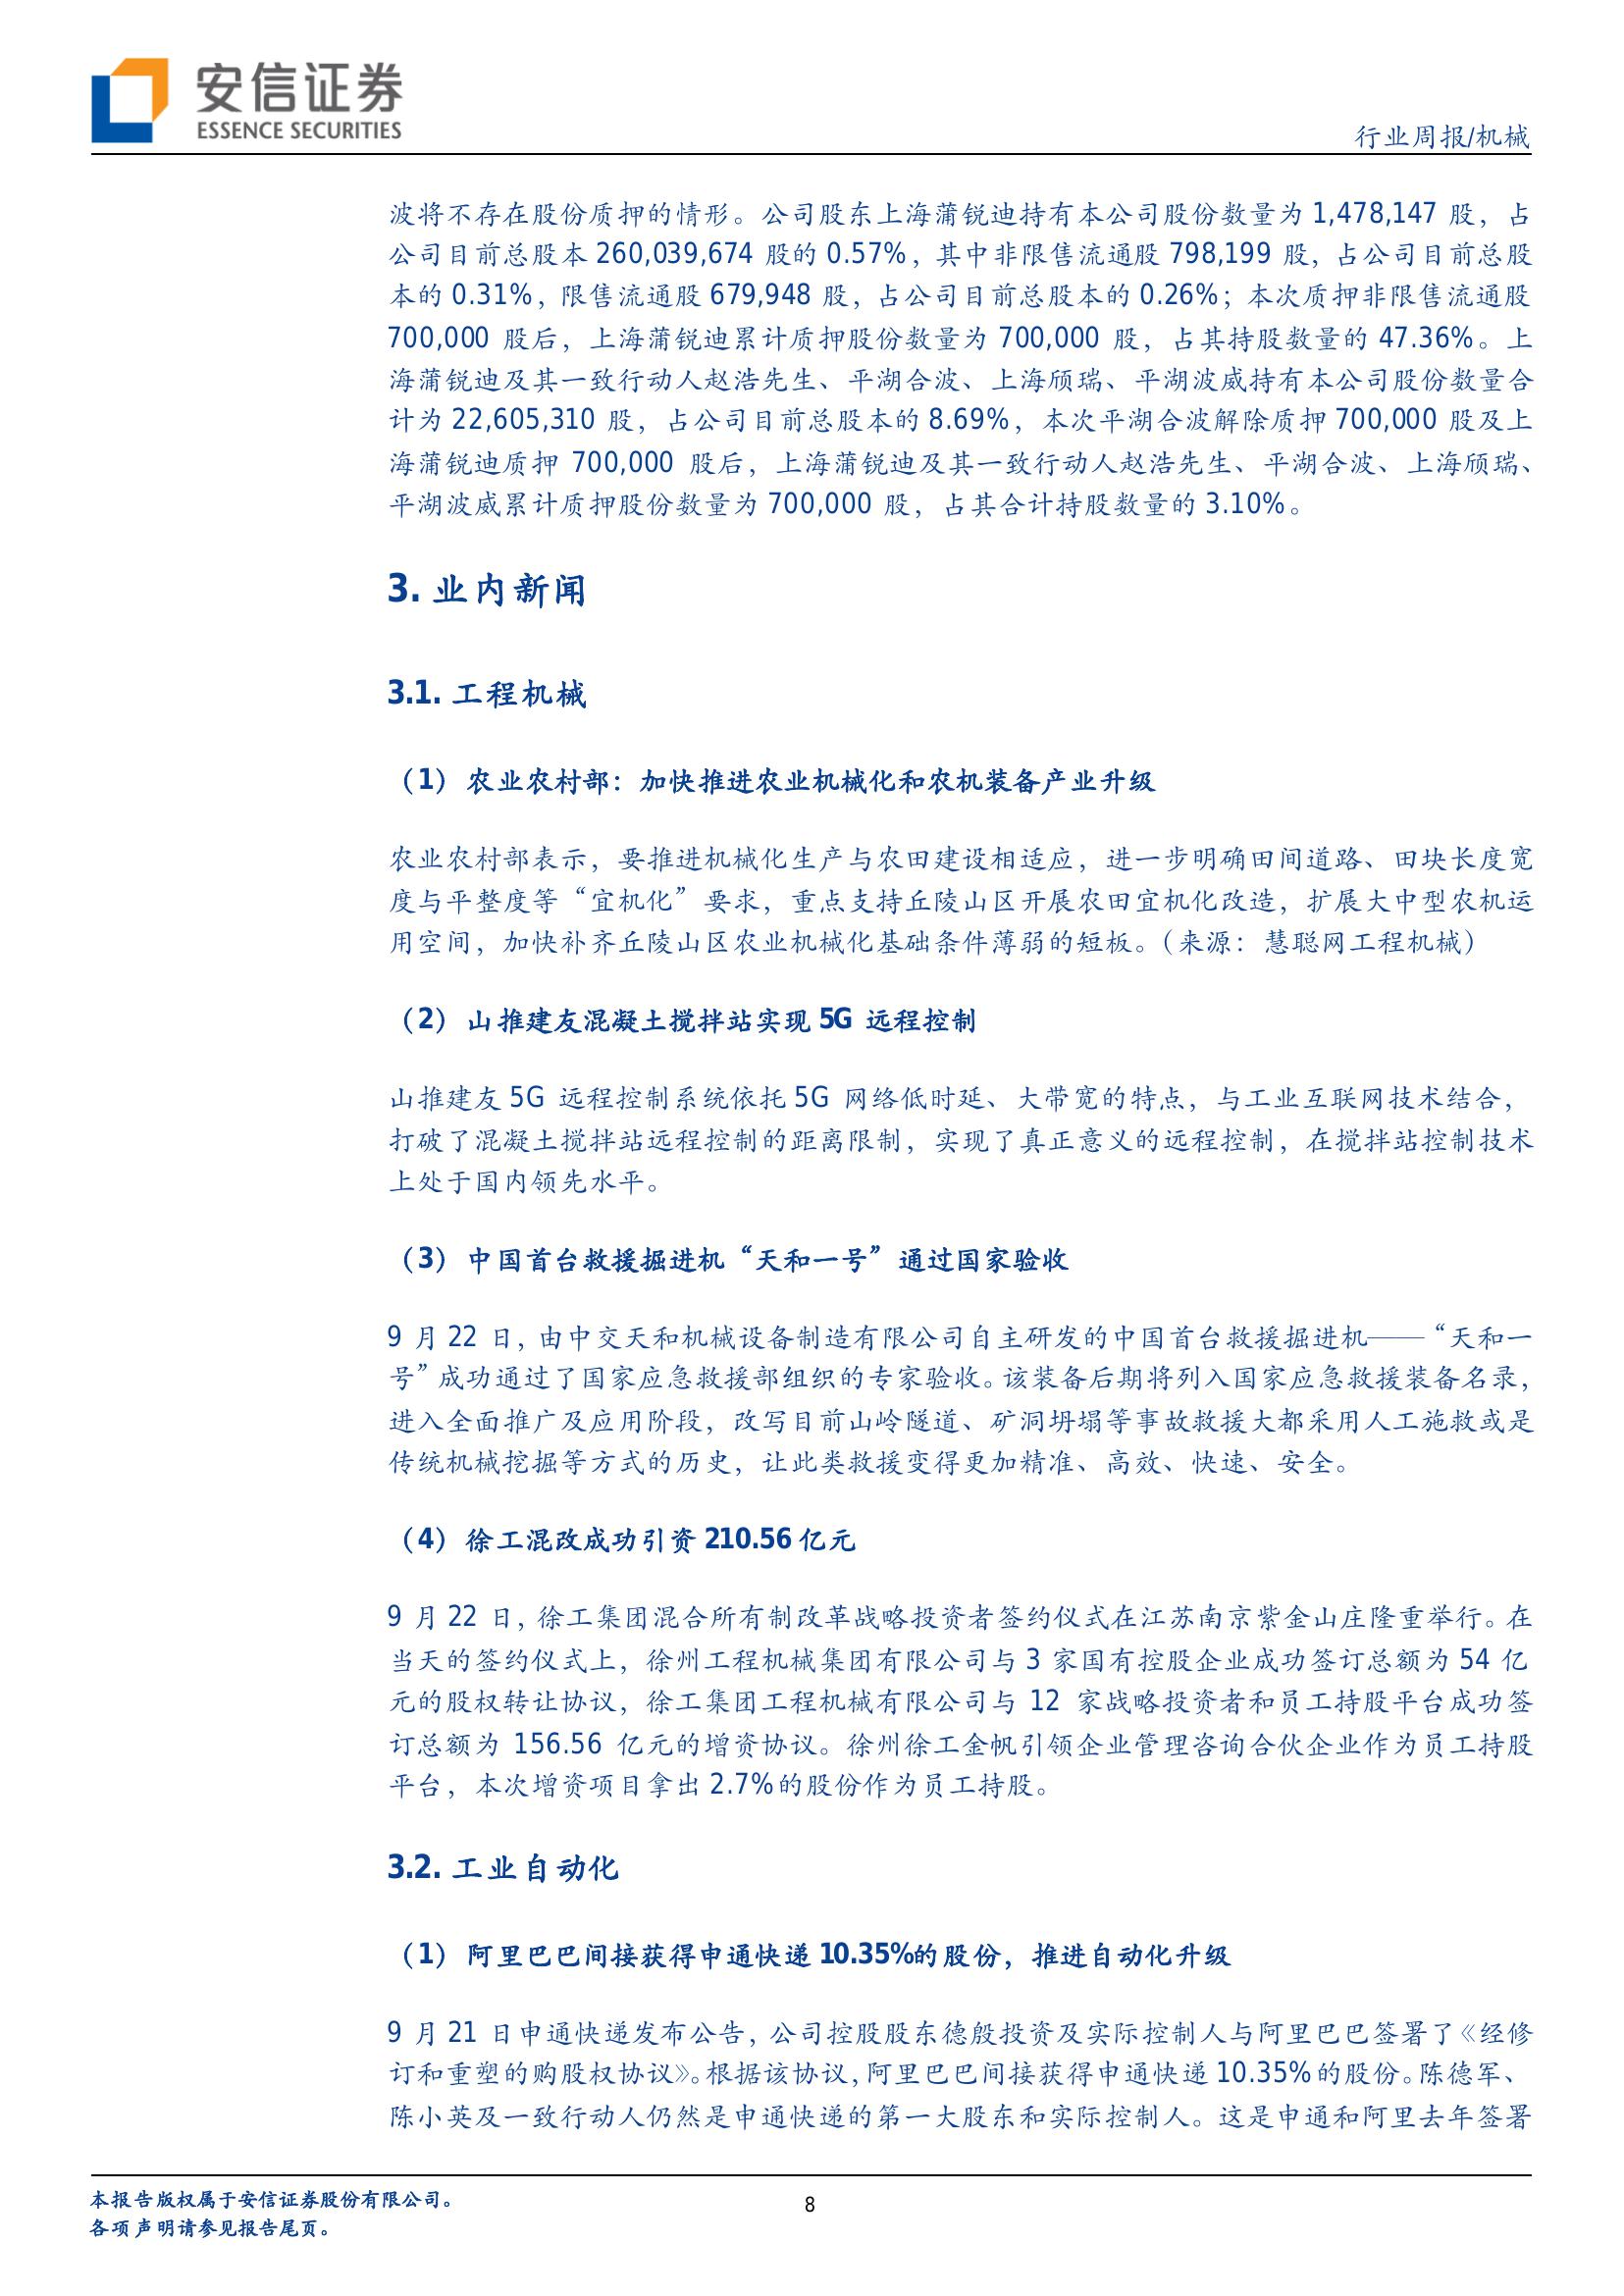 安信证券
ESSENCE SECURITIES
行业周报/机械
波将不存在股份质押的情形。公司股东上海蒲锐迪持有本公司股份数量为 1,478,147 股，占
公司目前总股本 260,039,674 股的 0.57%，其中非限售流通股 798,199 股，占公司目前总股
本的 0.31%，限售流通股 679,948 股，占公司目前总股本的 0.26%；本次质押非限售流通股
700,000 股后，上海蒲锐迪累计质押股份数量为 700,000 股，占其持股数量的 47.36%。上
海蒲锐迪及其一致行动人赵浩先生、平湖合波、上海颀瑞、平湖波威持有本公司股份数量合
计为 22,605,310 股，占公司目前总股本的 8.69%，本次平湖合波解除质押 700,000 股及上
海蒲锐迪质押 700,000 股后，上海蒲锐迪及其一致行动人赵浩先生、平湖合波、上海颀瑞、
平湖波威累计质押股份数量为 700,000 股，占其合计持股数量的 3.10%。
3. 业内新闻
3.1. 工程机械
（1）农业农村部：加快推进农业机械化和农机装备产业升级
农业农村部表示，要推进机械化生产与农田建设相适应，进一步明确田间道路、田块长度宽
度与平整度等“宜机化”要求，重点支持丘陵山区开展农田宜机化改造，扩展大中型农机运
用空间，加快补齐丘陵山区农业机械化基础条件薄弱的短板。（来源：慧聪网工程机械）
（2）山推建友混凝土搅拌站实现 5G 远程控制
山推建友 5G 远程控制系统依托 5G 网络低时延、大带宽的特点，与工业互联网技术结合，
打破了混凝土搅拌站远程控制的距离限制，实现了真正意义的远程控制，在搅拌站控制技术
上处于国内领先水平。
（3）中国首台救援掘进机“天和一号”通过国家验收
9 月 22 日，由中交天和机械设备制造有限公司自主研发的中国首台救援掘进机——“天和一
号”成功通过了国家应急救援部组织的专家验收。该装备后期将列入国家应急救援装备名录，
进入全面推广及应用阶段，改写目前山岭隧道、矿洞坍塌等事故救援大都采用人工施救或是
传统机械挖掘等方式的历史，让此类救援变得更加精准、高效、快速、安全。
（4）徐工混改成功引资 210.56 亿元
9 月 22 日，徐工集团混合所有制改革战略投资者签约仪式在江苏南京紫金山庄隆重举行。在
当天的签约仪式上，徐州工程机械集团有限公司与 3 家国有控股企业成功签订总额为 54 亿
元的股权转让协议，徐工集团工程机械有限公司与 12 家战略投资者和员工持股平台成功签
订总额为 156.56 亿元的增资协议。徐州徐工金帆引领企业管理咨询合伙企业作为员工持股
平台，本次增资项目拿出 2.7%的股份作为员工持股。
3.2. 工业自动化
（1）阿里巴巴间接获得申通快递 10.35%的股份，推进自动化升级
9 月 21 日申通快递发布公告，公司控股股东德殷投资及实际控制人与阿里巴巴签署了《经修
订和重塑的购股权协议》。根据该协议，阿里巴巴间接获得申通快递 10.35%的股份。陈德军、
陈小英及一致行动人仍然是申通快递的第一大股东和实际控制人。这是申通和阿里去年签署
本报告版权属于安信证券股份有限公司。
各项声明请参见报告尾页。
8